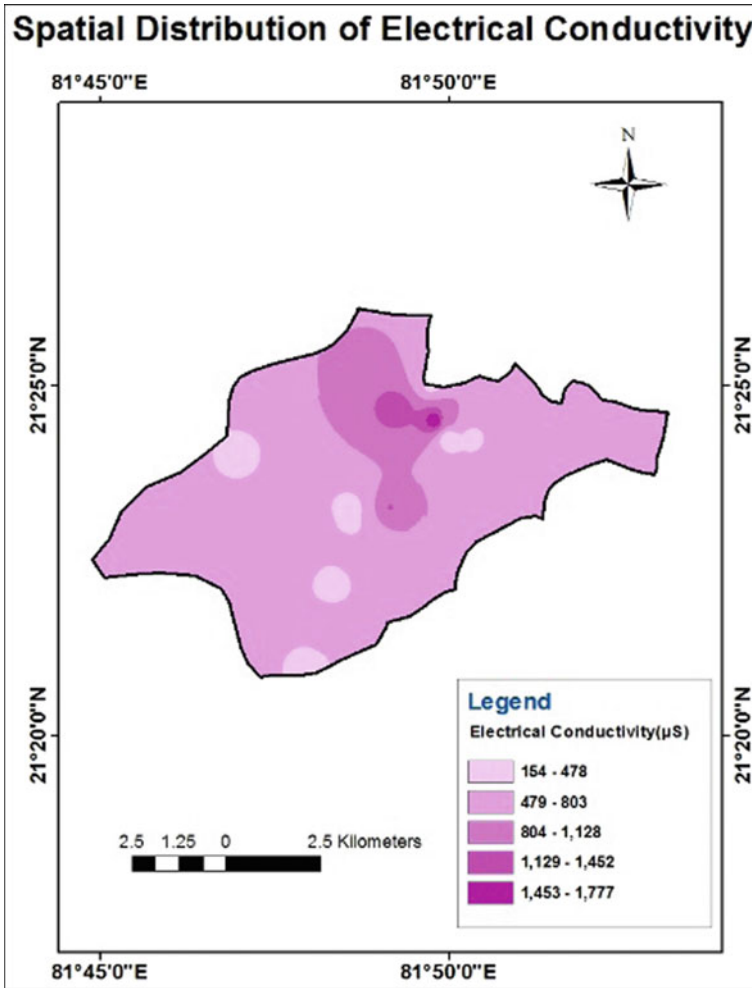 Spatial Distribution of Electrical Conductivity
81°45'0"E 81°50'0"E
N
21°25'0"N 21°25'0"N
21°20'0"N 21°20'0"N
Legend
Electrical Conductivity(µS)
154 - 478
479 - 803
804 - 1,128
1,129 - 1,452
1,453 - 1,777
2.5 1.25 0 2.5 Kilometers
81°45'0"E 81°50'0"E